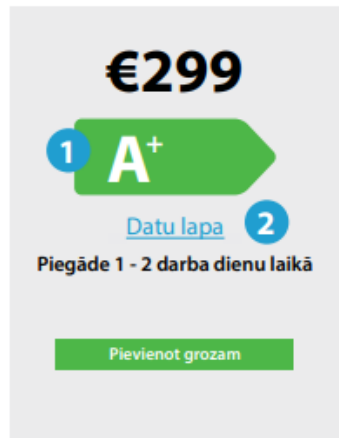 €299
1 A+
Datu lapa 2
Piegāde 1 - 2 darba dienu laikā
Pievienot grozam